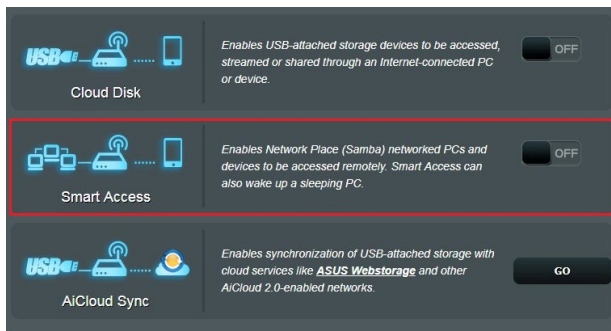 Enables USB-attached storage devices to be accessed,
streamed or shared through an Internet-connected PC
or device.
OFF
USB
Cloud Disk
Enables Network Place (Samba) networked PCs and
devices to be accessed remotely. Smart Access can
also wake up a sleeping PC.
OFF
Smart Access
Enables synchronization of USB-attached storage with
cloud services like ASUS Webstorage and other
AiCloud 2.0-enabled networks.
GO
USB
AiCloud Sync